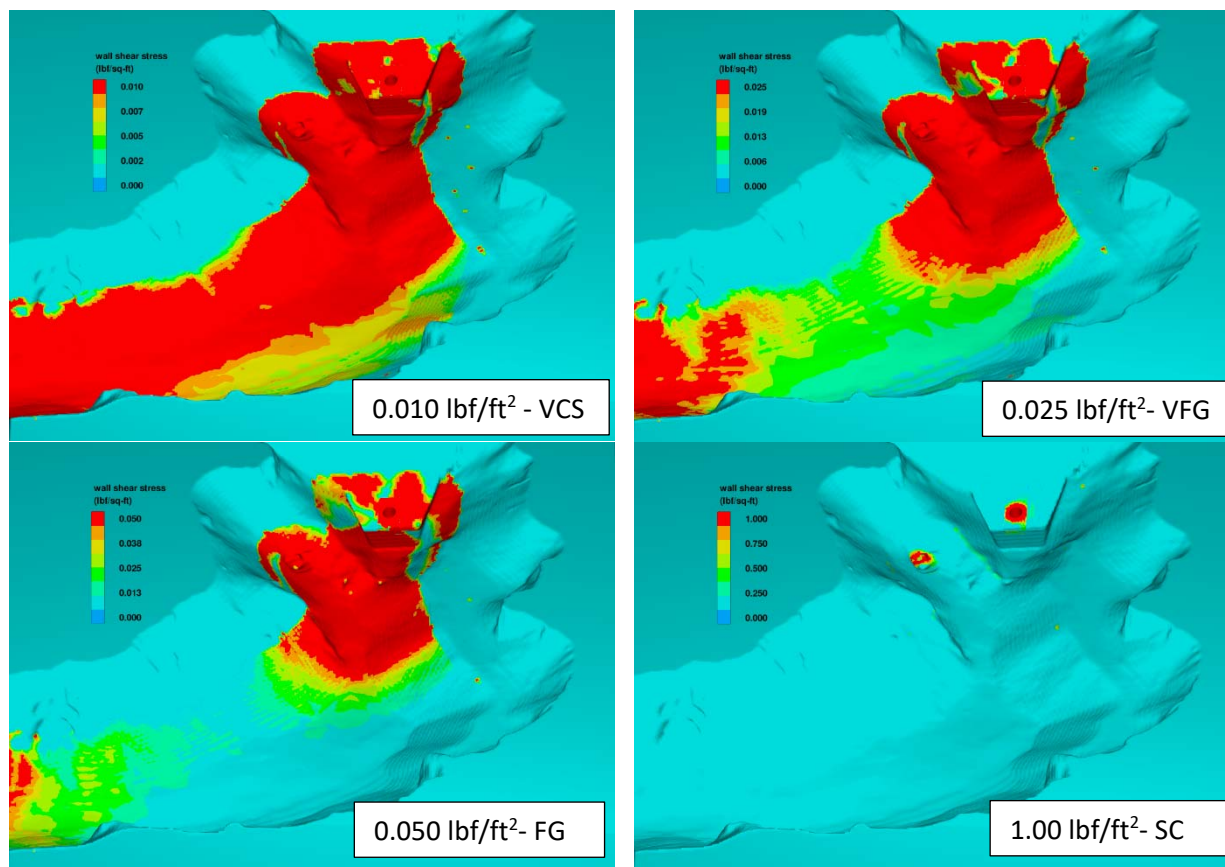 wall shear stress
(lbf/sq-ft)
0.010
0.007
0.005
0.002
0.000
0.010 lbf/ft² - VCS
wall shear stress
(lbf/sq-ft)
0.025
0.019
0.013
0.006
0.000
0.025 lbf/ft²- VFG
wall shear stress
(lbf/sq-ft)
0.050
0.038
0.025
0.013
0.000
0.050 lbf/ft²- FG
wall shear stress
(lbf/sq-ft)
1.000
0.750
0.500
0.250
0.000
1.00 lbf/ft²- SC